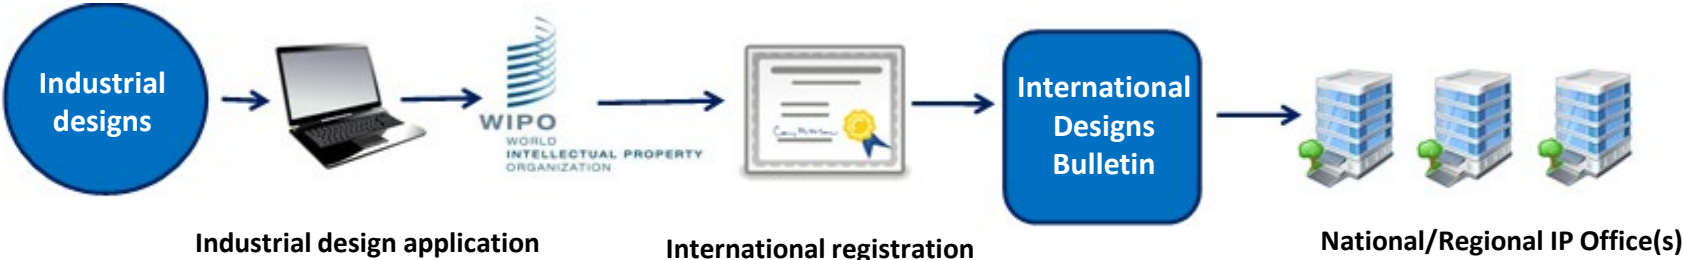 Industrial
designs
WIPO
WORLD
INTELLECTUAL PROPERTY
ORGANIZATION
International
Designs
Bulletin
Industrial design application
International registration
National/Regional IP Office(s)